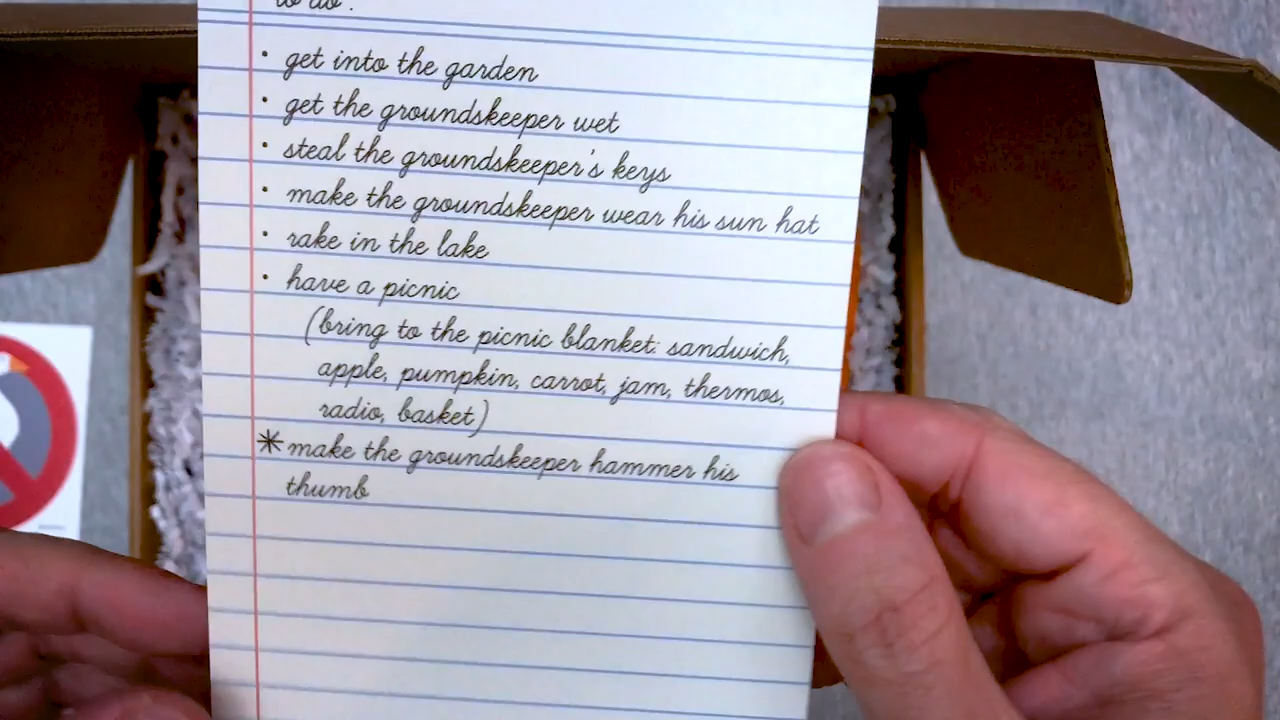 to do:
• get into the garden
• get the groundskeeper wet
• steal the groundskeeper's keys
• make the groundskeeper wear his sun hat
• rake in the lake
• have a picnic
(bring to the picnic blanket: sandwich,
apple, pumpkin, carrot, jam, thermos,
radio, basket)
* make the groundskeeper hammer his
thumb